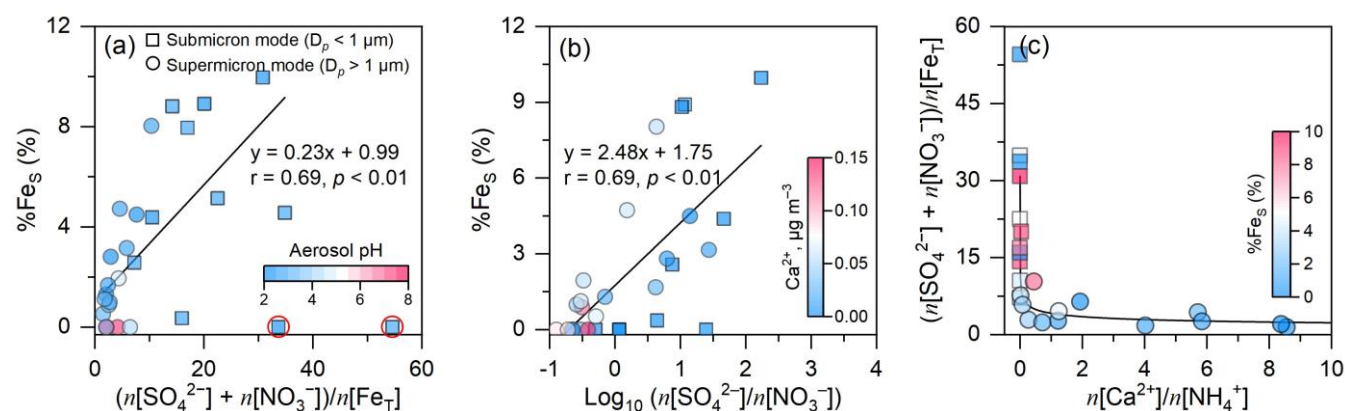 (a)
□ Submicron mode (Dₚ < 1 μm)
○ Supermicron mode (Dₚ > 1 μm)
y = 0.23x + 0.99
r = 0.69, p < 0.01
Aerosol pH
2 4 6 8
12
8
4
0
%Feₛ (%)
0 20 40 60
(n[SO₄²⁻] + n[NO₃⁻])/n[Fe_T]
(b)
y = 2.48x + 1.75
r = 0.69, p < 0.01
0.15
0.10
0.05
0.00
Ca²⁺, μg m⁻³
12
9
6
3
0
%Feₛ (%)
-1 0 1 2 3 4
Log₁₀ (n[SO₄²⁻]/n[NO₃⁻])
(c)
10
8
6
4
2
0
%Feₛ (%)
60
45
30
15
0
(n[SO₄²⁻] + n[NO₃⁻])/n[Fe_T]
0 2 4 6 8 10
n[Ca²⁺]/n[NH₄⁺]